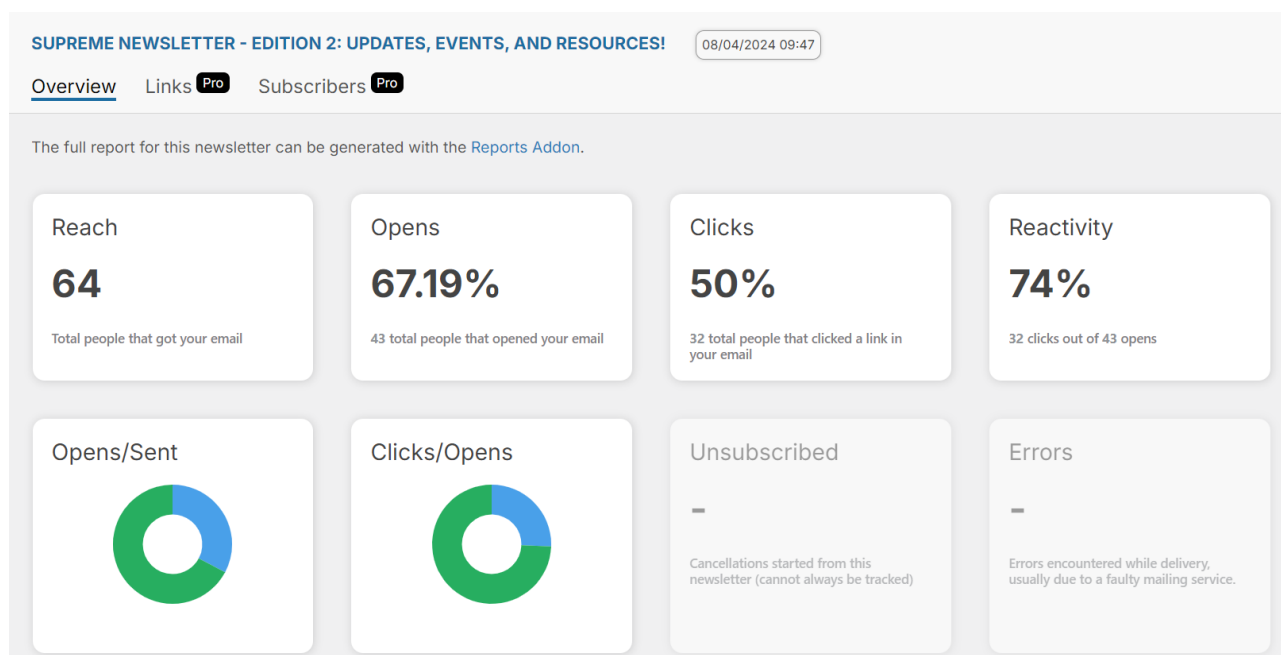 SUPREME NEWSLETTER - EDITION 2: UPDATES, EVENTS, AND RESOURCES!
08/04/2024 09:47
Overview
Links Pro
Subscribers Pro
The full report for this newsletter can be generated with the Reports Addon.
Reach
64
Total people that got your email
Opens
67.19%
43 total people that opened your email
Clicks
50%
32 total people that clicked a link in
your email
Reactivity
74%
32 clicks out of 43 opens
Opens/Sent
Clicks/Opens
Unsubscribed
-
Cancellations started from this
newsletter (cannot always be tracked)
Errors
-
Errors encountered while delivery,
usually due to a faulty mailing service.